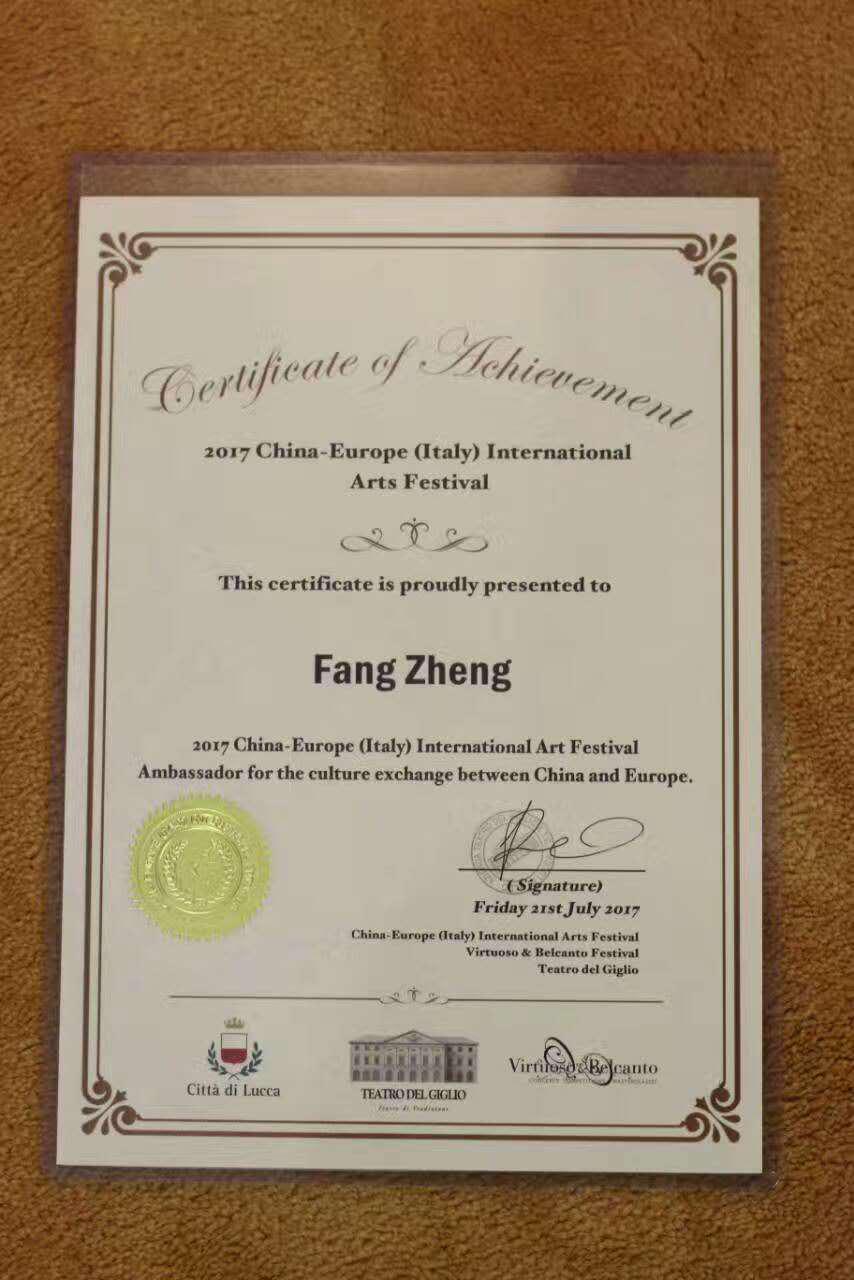 Certificate of Achievement
2017 China-Europe (Italy) International
Arts Festival
This certificate is proudly presented to
Fang Zheng
2017 China-Europe (Italy) International Art Festival
Ambassador for the culture exchange between China and Europe.
( Signature)
Friday 21st July 2017
China-Europe (Italy) International Arts Festival
Virtuoso & Belcanto Festival
Teatro del Giglio
Città di Lucca
TEATRO DEL GIGLIO
Teatro di Tradizione
Virtuoso & Belcanto